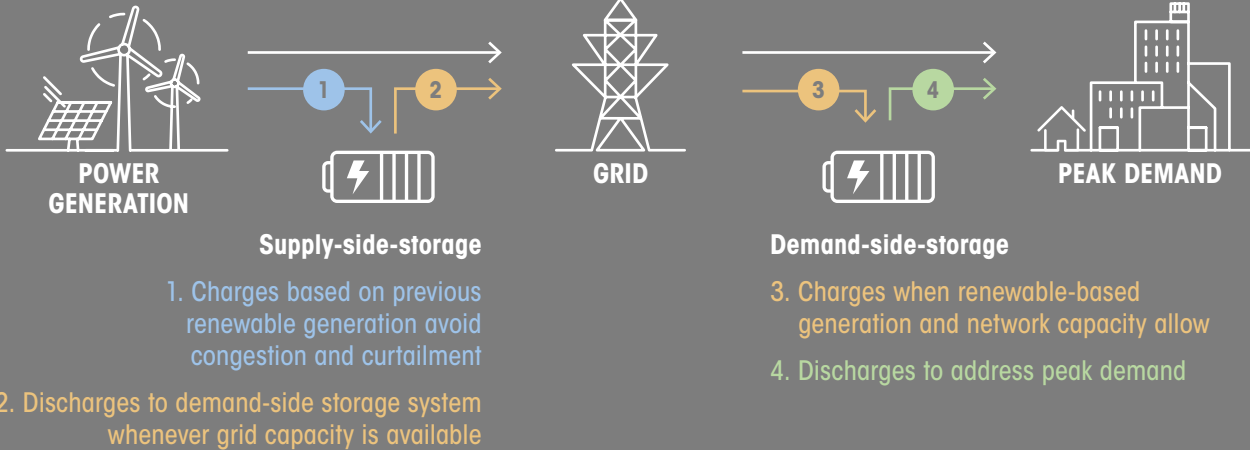 1
2
3
4
POWER
GENERATION
GRID
PEAK DEMAND
Supply-side-storage
1. Charges based on previous
renewable generation avoid
congestion and curtailment
2. Discharges to demand-side storage system
whenever grid capacity is available
Demand-side-storage
3. Charges when renewable-based
generation and network capacity allow
4. Discharges to address peak demand